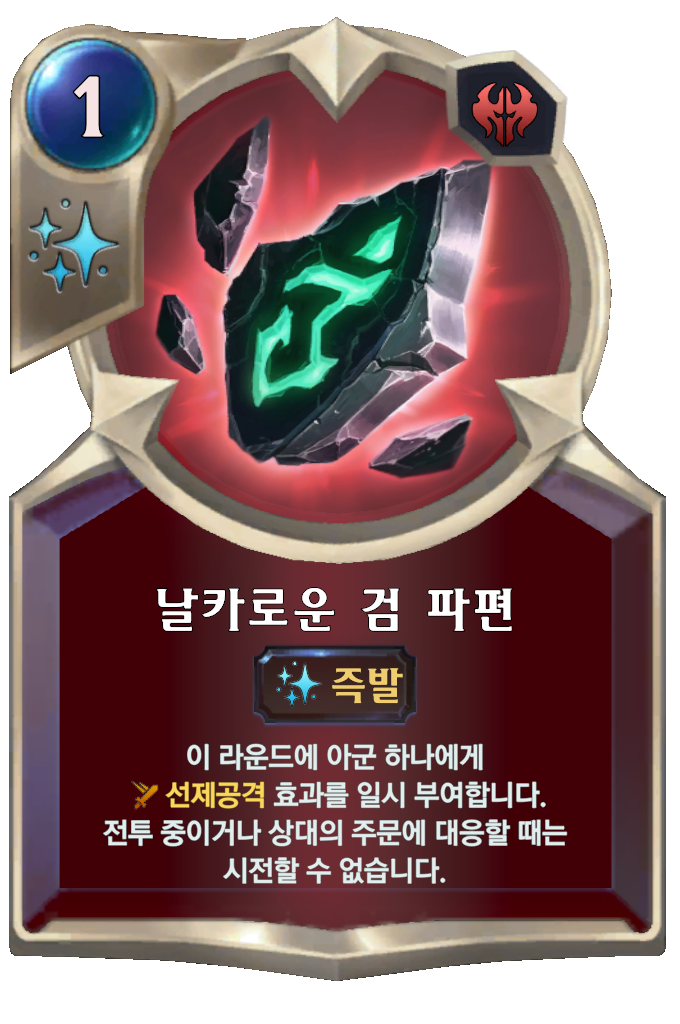 1
날카로운 검 파편
즉발
이 라운드에 아군 하나에게
선제공격 효과를 일시 부여합니다.
전투 중이거나 상대의 주문에 대응할 때는
시전할 수 없습니다.